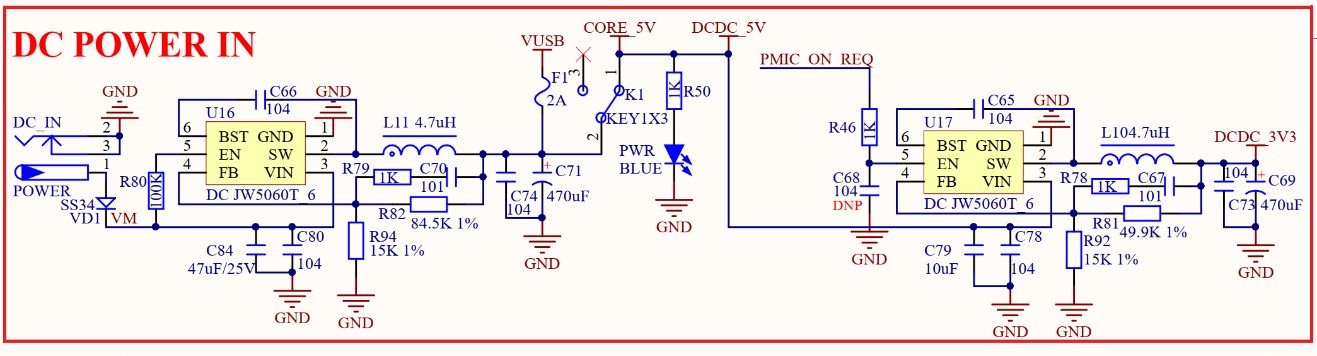 DC POWER IN
GND
DC_IN
2
3
1
POWER
SS34
VD1
VM
R80
100K
C66
104
U16
GND
6
5
4
BST GND
EN SW
FB VIN
1
2
3
DC JW5060T_6
C84
47uF/25V
C80
104
GND
L11 4.7uH
R79
1K
C70
101
R82
84.5K 1%
R94
15K 1%
GND
C74
104
C71
470uF
+
GND
VUSB
F1
2A
3
1
2
K1
KEY1X3
CORE_5V
DCDC_5V
1K
R50
PWR
BLUE
GND
PMIC_ON_REQ
R46
1K
C68
104
DNP
GND
C65
104
U17
GND
6
5
4
BST GND
EN SW
FB VIN
1
2
3
DC JW5060T_6
C79
10uF
C78
104
GND
L104.7uH
R78
1K
C67
101
R81
49.9K 1%
R92
15K 1%
GND
DCDC_3V3
104
C73
+
C69
470uF
GND